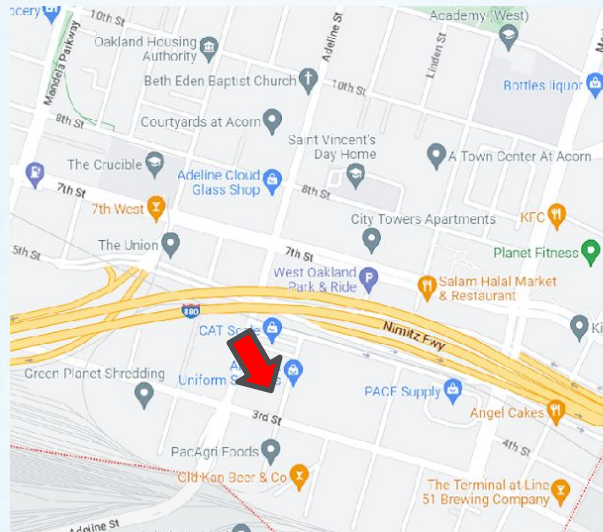 ocery
Academy (West)
Mandela Parkway
Oakland Housing
Authority
Adeline St
Linden St
Beth Eden Baptist Church
10th St
10th St
Bottles liquor
Courtyards at Acorn
8th St
Saint Vincent's
Day Home
A Town Center At Acorn
The Crucible
Adeline Cloud
Glass Shop
7th St
8th St
7th West
City Towers Apartments
KFC
The Union
5th St
7th St
Planet Fitness
West Oakland
Park & Ride
Salam Halal Market
& Restaurant
880
CAT Scale
Nimitz Fwy
Ki
Green Planet Shredding
Uniform
PACE Supply
3rd St
Angel Cakes
PacAgri Foods
4th St
Old Kan Beer & Co
The Terminal at Line
51 Brewing Company
Adeline St